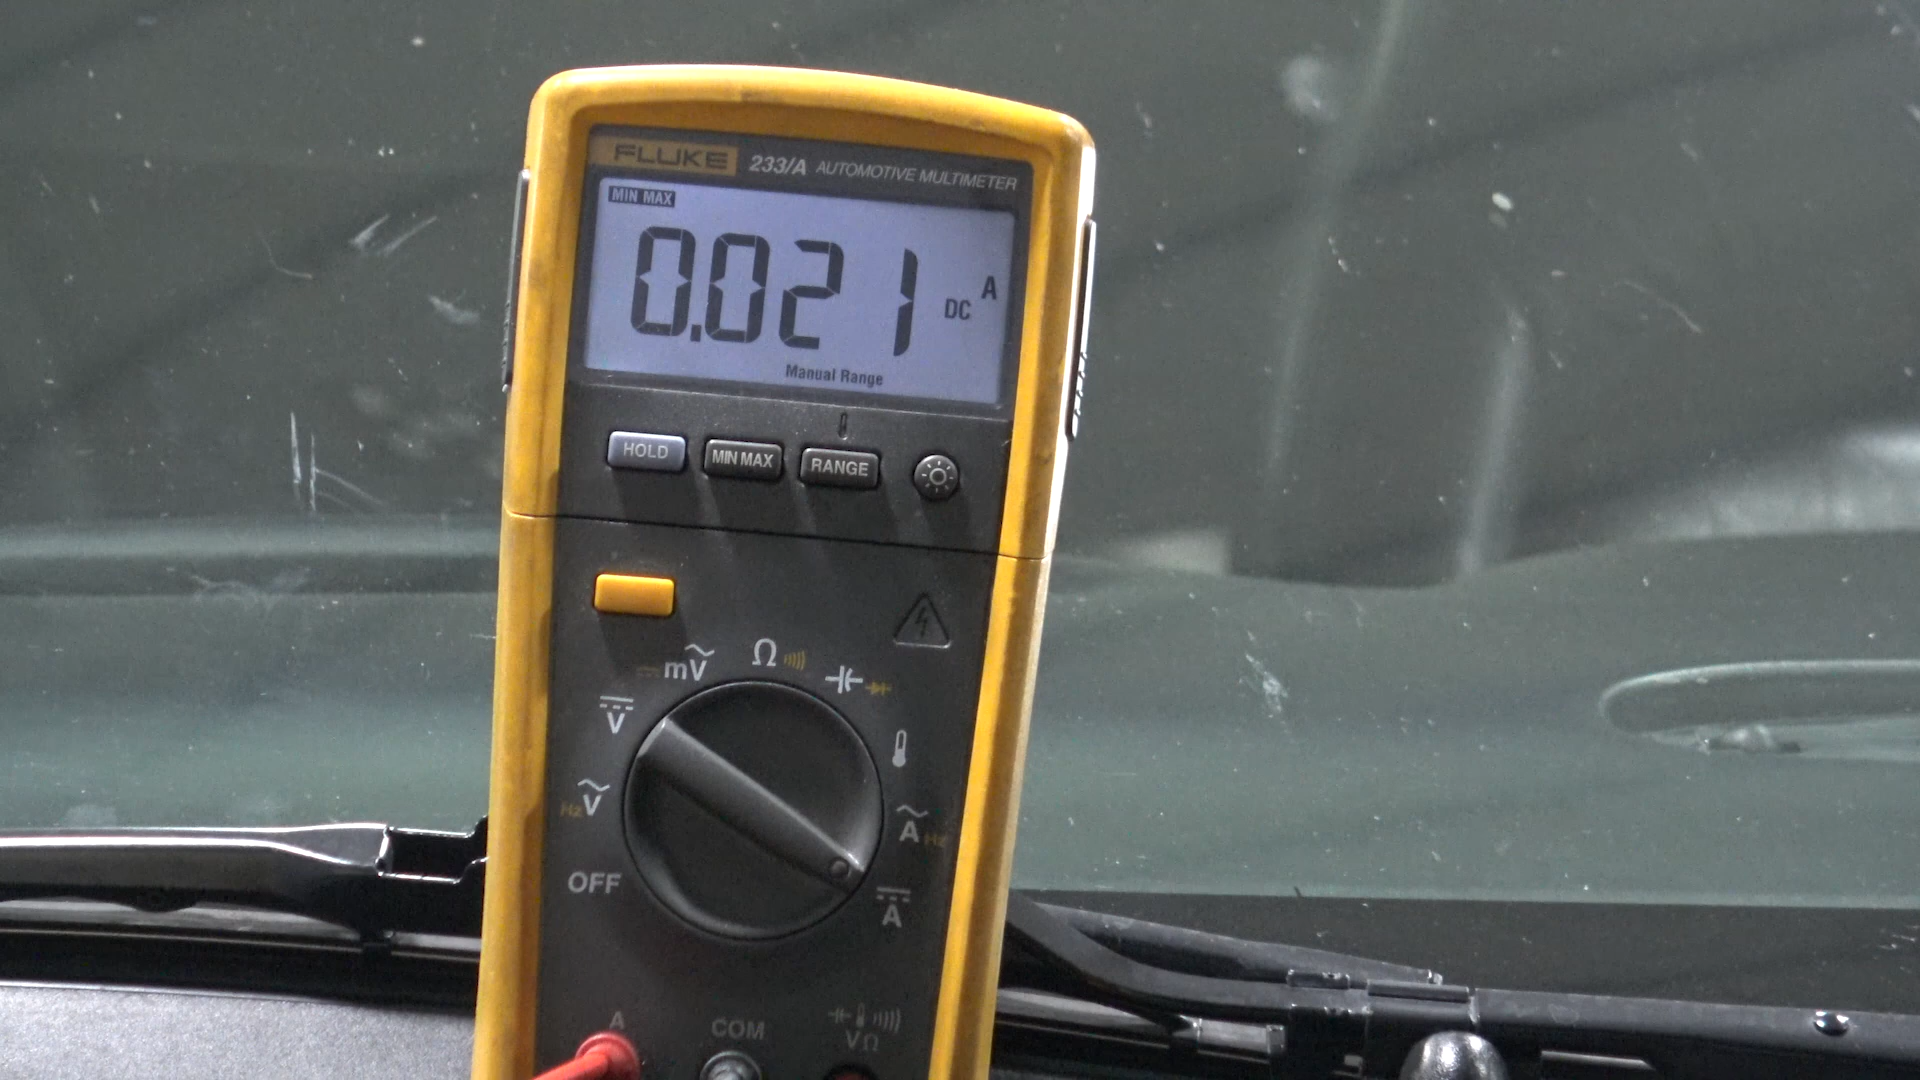 FLUKE 233/A AUTOMOTIVE MULTIMETER
MIN MAX
0.021 DC A
Manual Range
HOLD MIN MAX RANGE
mV Ω
V
Hz V A Hz
OFF A
A COM VΩ